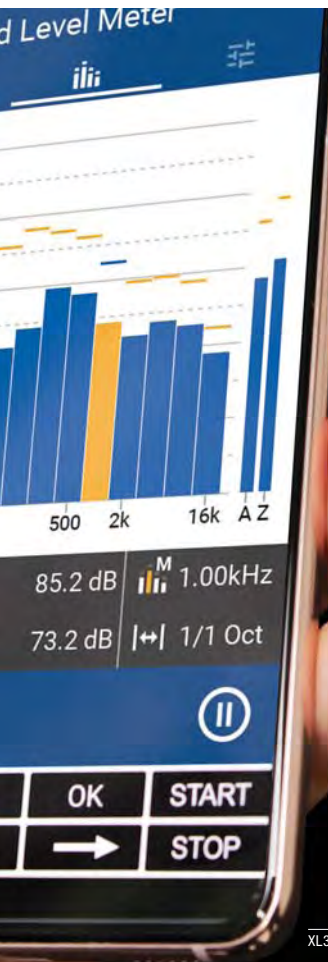 d Level Meter
500 2k 16k A Z
85.2 dB M 1.00kHz
73.2 dB 1/1 Oct
OK START
STOP
XL3